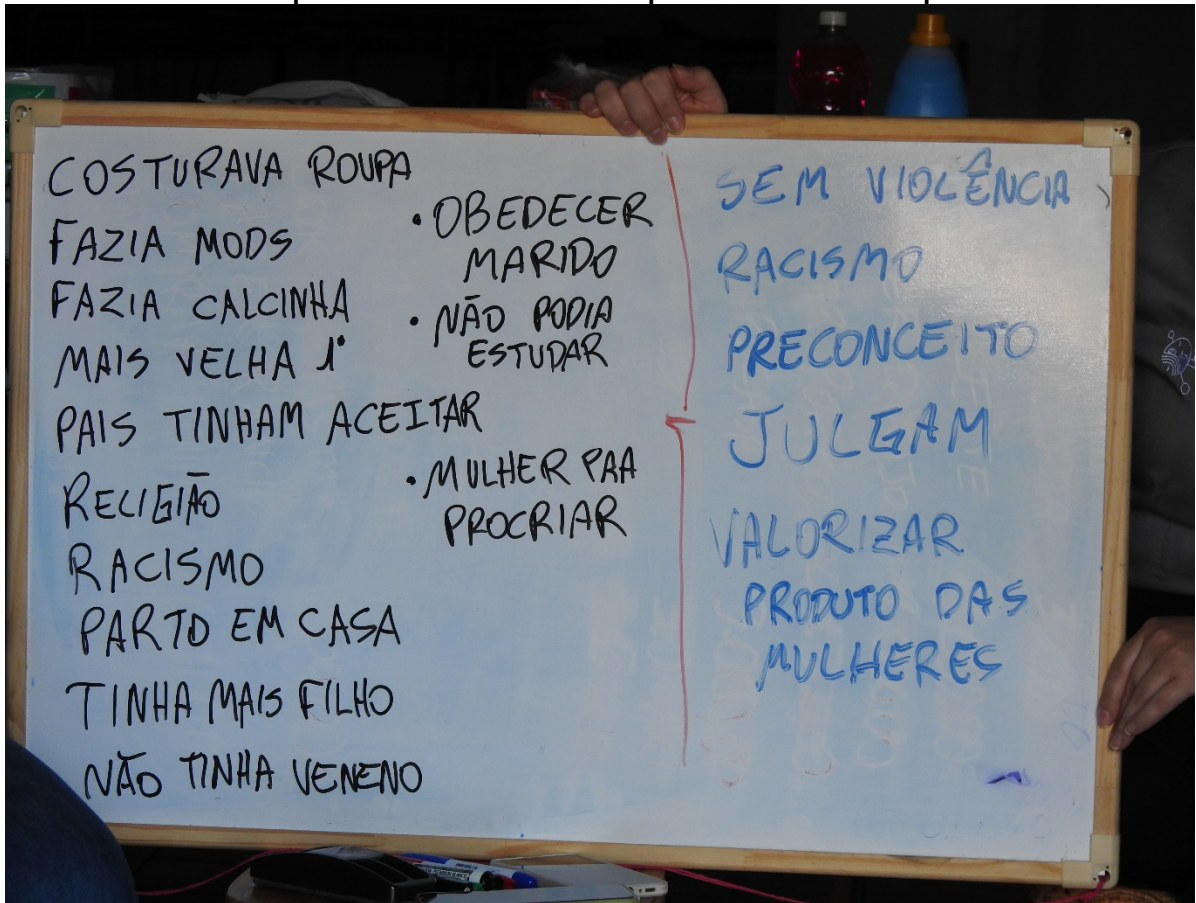 COSTURAVA ROUPA
FAZIA MODS
FAZIA CALCINHA
MAIS VELHA 1°
PAIS TINHAM ACEITAR
RELIGIÃO
RACISMO
PARTO EM CASA
TINHA MAIS FILHO
NÃO TINHA VENENO
• OBEDECER
MARIDO
• NÃO PODIA
ESTUDAR
• MULHER PAA
PROCRIAR
SEM VIOLÊNCIA
RACISMO
PRECONCEITO
JULGAM
VALORIZAR
PRODUTO DAS
MULHERES